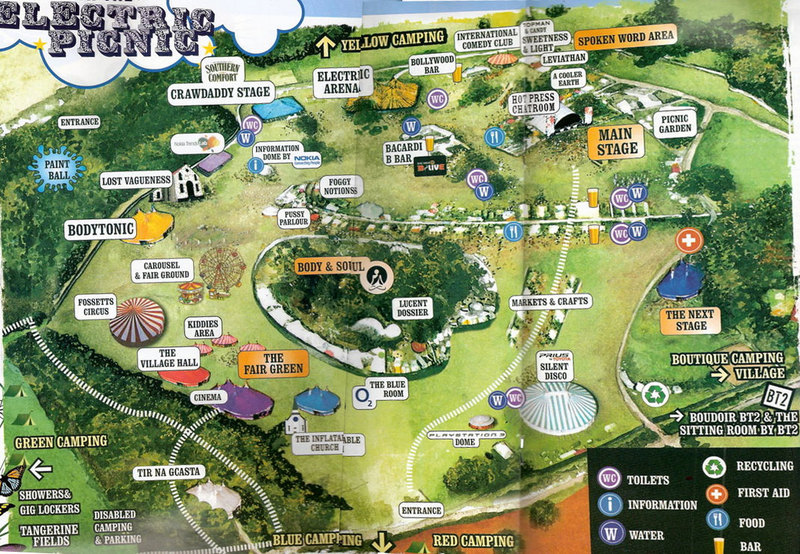 ELECTRIC
PICNIC
YELLOW CAMPING
INTERNATIONAL
COMEDY CLUB
TOPMAN
& CANDY
SWEETNESS
& LIGHT
SPOKEN WORD AREA
LEVIATHAN
A COOLER
EARTH
BOLLYWOOD
BAR
SOUTHERN
COMFORT
CRAWDADDY STAGE
ELECTRIC
ARENA
WC
HOT PRESS
CHATROOM
PICNIC
GARDEN
MAIN
STAGE
ENTRANCE
PAINT
BALL
WC
W
i
INFORMATION
DOME BY
NOKIA
Connecting People
W
BACARDI
B BAR
B/LIVE
WC
W
LOST VAGUENESS
FOGGY
NOTIONS
PUSSY
PARLOUR
WC
W
WC
W
BODYTONIC
BODY & SOUL
LUCENT
DOSSIER
CAROUSEL
& FAIR GROUND
FOSSETTS
CIRCUS
MARKETS & CRAFTS
THE NEXT
STAGE
KIDDIES
AREA
THE
VILLAGE HALL
THE
FAIR GREEN
CINEMA
O2
THE BLUE
ROOM
PRIUS
TOYOTA
SILENT
DISCO
BOUTIQUE CAMPING
VILLAGE
BT2
BOUDOIR BT2 & THE
SITTING ROOM BY BT2
W
WC
PLAYSTATION 3
DOME
THE INFLATABLE
CHURCH
GREEN CAMPING
TIR NA GCASTA
SHOWERS &
GIG LOCKERS
TANGERINE
FIELDS
DISABLED
CAMPING
& PARKING
ENTRANCE
BLUE CAMPING
RED CAMPING
WC TOILETS
i INFORMATION
W WATER
RECYCLING
FIRST AID
FOOD
BAR